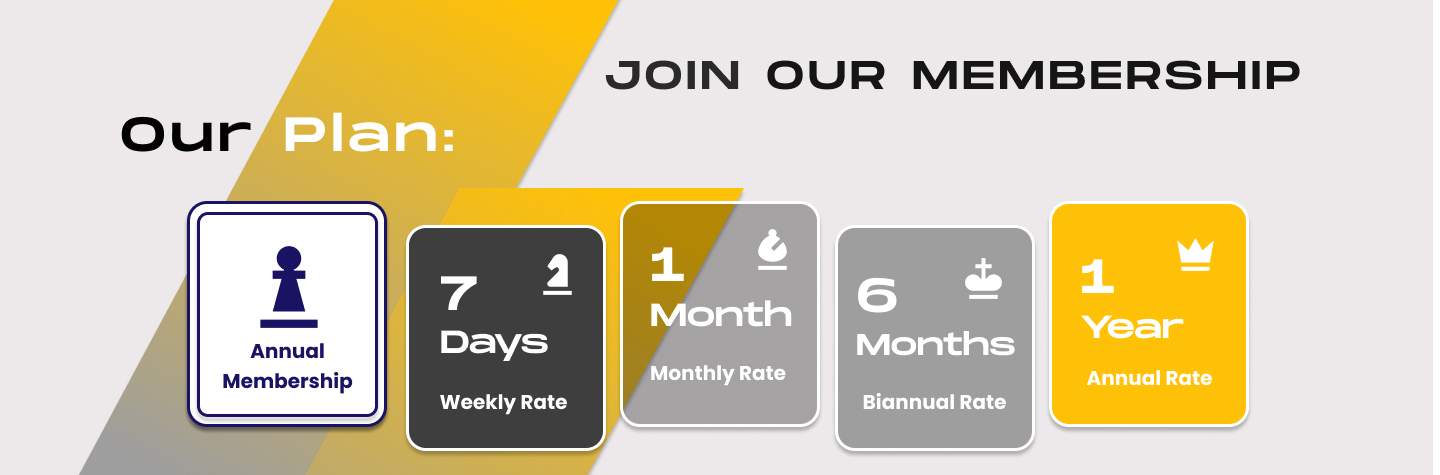 JOIN OUR MEMBERSHIP
Our Plan:
Annual
Membership
7
Days
Weekly Rate
1
Month
Monthly Rate
6
Months
Biannual Rate
1
Year
Annual Rate